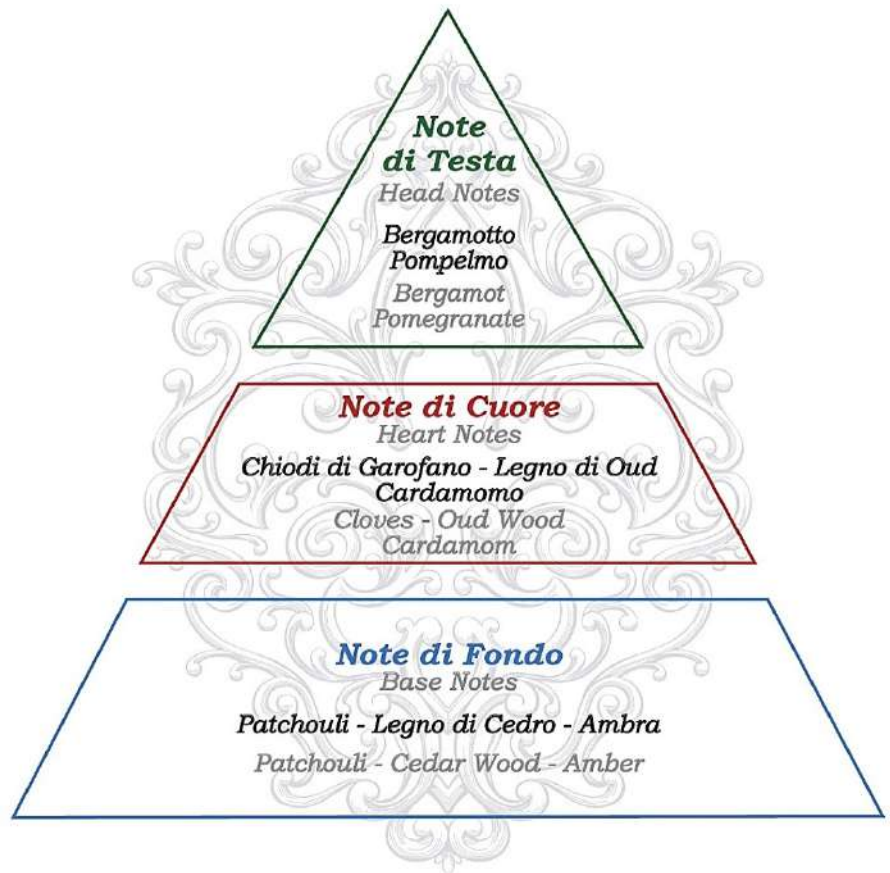 Note
di Testa
Head Notes
Bergamotto
Pompelmo
Bergamot
Pomegranate
Note di Cuore
Heart Notes
Chiodi di Garofano - Legno di Oud
Cardamomo
Cloves - Oud Wood
Cardamom
Note di Fondo
Base Notes
Patchouli - Legno di Cedro - Ambra
Patchouli - Cedar Wood - Amber